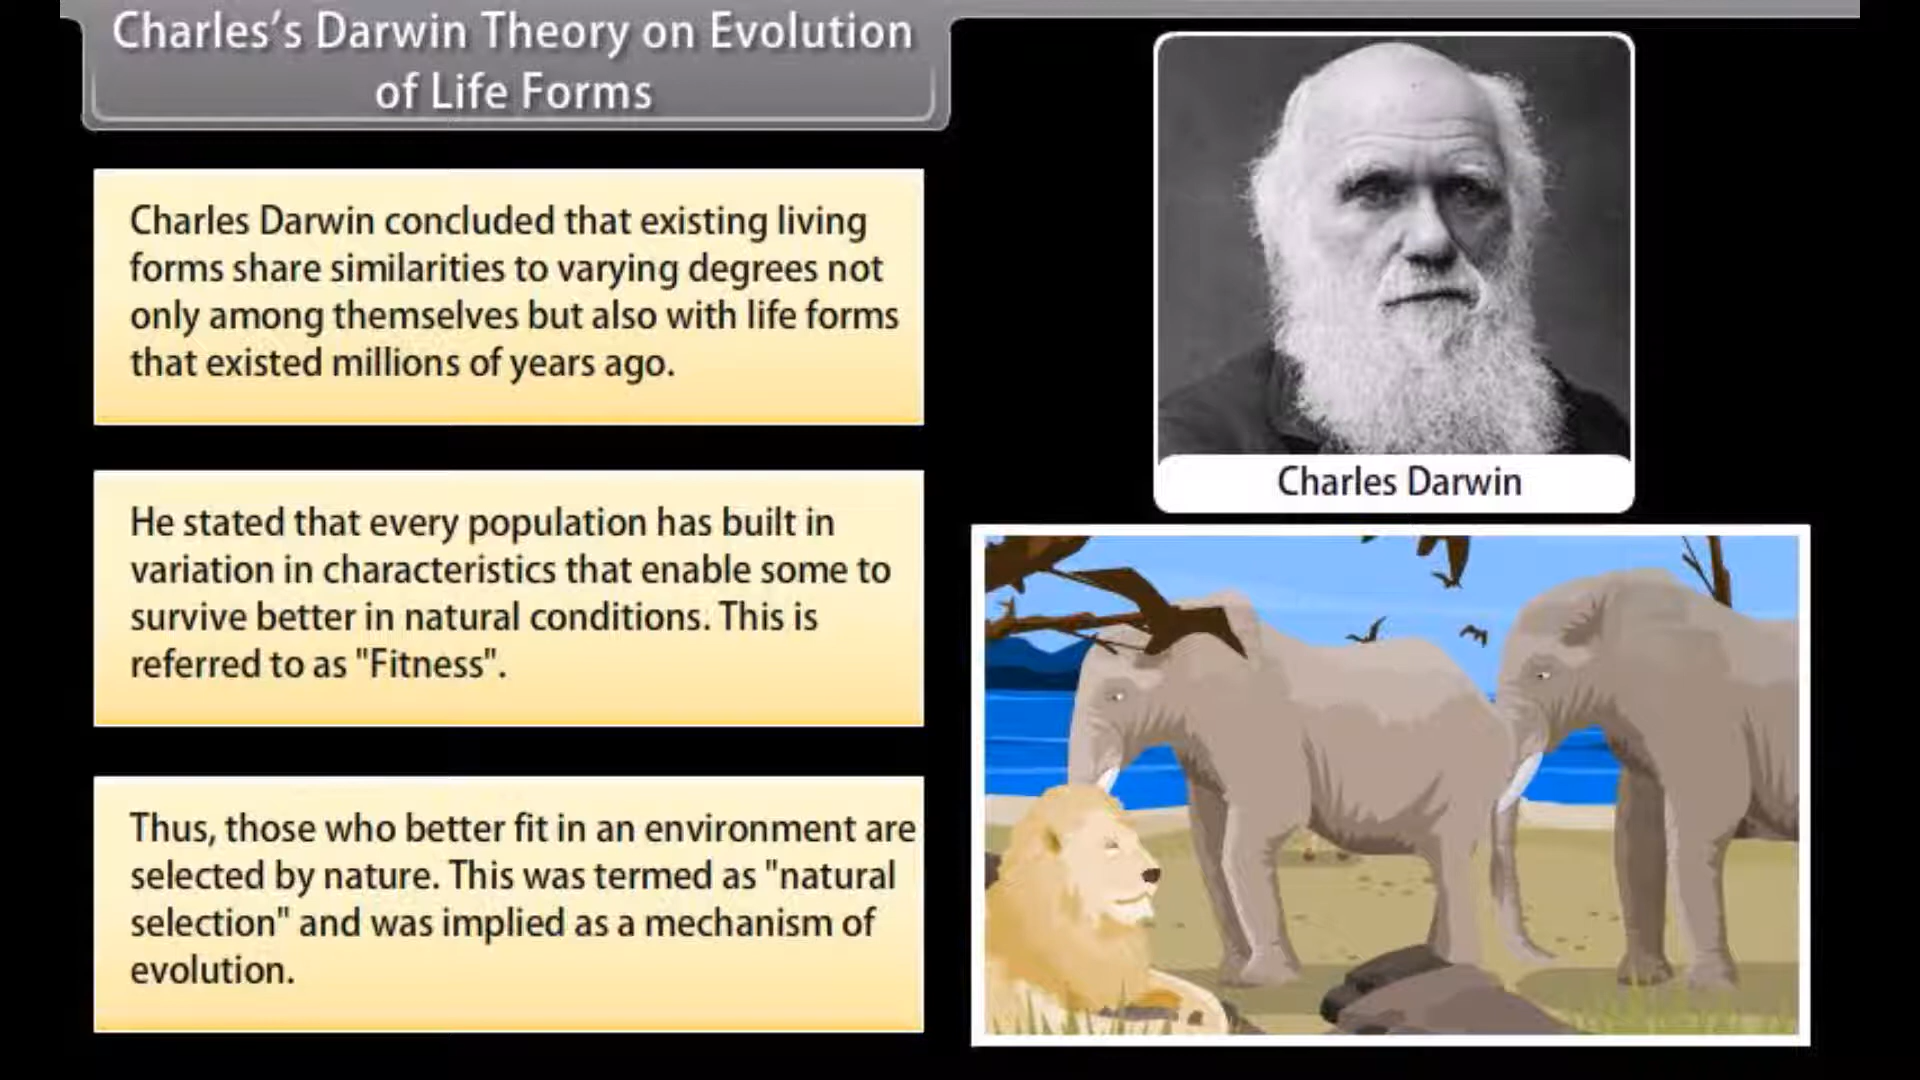 Charles's Darwin Theory on Evolution
of Life Forms
Charles Darwin concluded that existing living
forms share similarities to varying degrees not
only among themselves but also with life forms
that existed millions of years ago.
He stated that every population has built in
variation in characteristics that enable some to
survive better in natural conditions. This is
referred to as "Fitness".
Thus, those who better fit in an environment are
selected by nature. This was termed as "natural
selection" and was implied as a mechanism of
evolution.
Charles Darwin